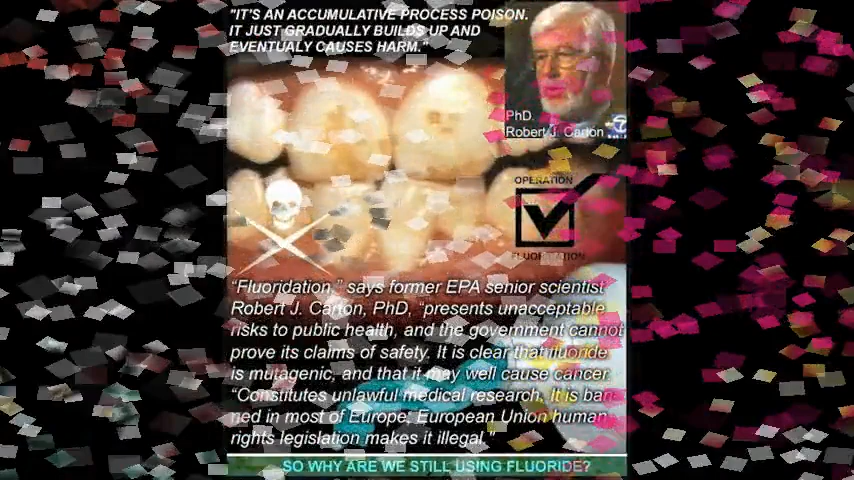 "IT'S AN ACCUMULATIVE PROCESS POISON.
IT JUST GRADUALLY BUILDS UP AND
EVENTUALY CAUSES HARM."
PhD.
Robert J. Carton
OPERATION
FLUORIDATION
"Fluoridation," says former EPA senior scientist
Robert J. Carton, PhD, "presents unacceptable
risks to public health, and the government cannot
prove its claims of safety. It is clear that fluoride
is mutagenic, and that it may well cause cancer.
"Constitutes unlawful medical research. It is ban
ned in most of Europe; European Union human
rights legislation makes it illegal."
SO WHY ARE WE STILL USING FLUORIDE?